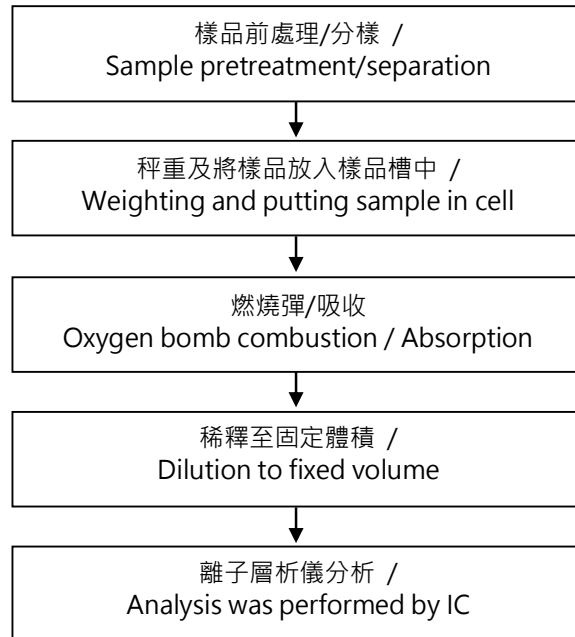 樣品前處理/分樣 /
Sample pretreatment/separation
秤重及將樣品放入樣品槽中 /
Weighting and putting sample in cell
燃燒彈/吸收
Oxygen bomb combustion / Absorption
稀釋至固定體積 /
Dilution to fixed volume
離子層析儀分析 /
Analysis was performed by IC